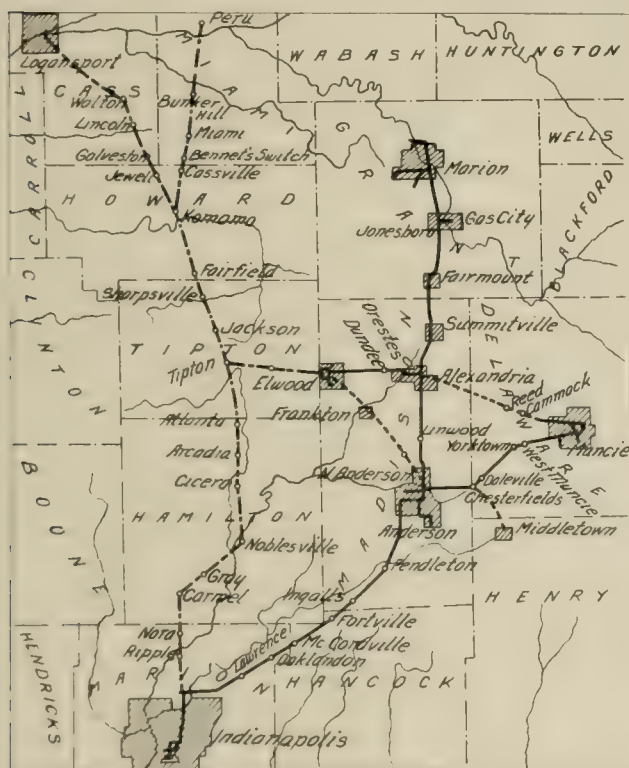 Peru
WABASH
HUNTINGTON
Logansport
CASS
MIAMI
Walton
Bunker
Hill
Lincoln
Miami
WELLS
Galveston
Bennet's Switch
Jewell
Cassville
Marion
CARROLL
HOWARD
GRANT
BLACKFORD
Kokomo
Gas City
Jonesboro
Fairfield
Fairmount
Sharpsville
CLINTON
Jackson
Summitville
TIPTON
Orestes
Dundee
DELAWARE
Tipton
Elwood
Alexandria
Reed
Cammack
Frankton
Atlanta
Linwood
Muncie
Yorktown
West Muncie
Arcadia
N Anderson
Cicero
Daleville
Chesterfields
BOONE
HAMILTON
Anderson
Middletown
MADISON
Noblesville
Pendleton
Gray
Carmel
Ingalls
HENRY
Fortville
Nora
Lawrence
McCordville
Ripple
Oaklandon
HENDRICKS
MARION
HANCOCK
Indianapolis